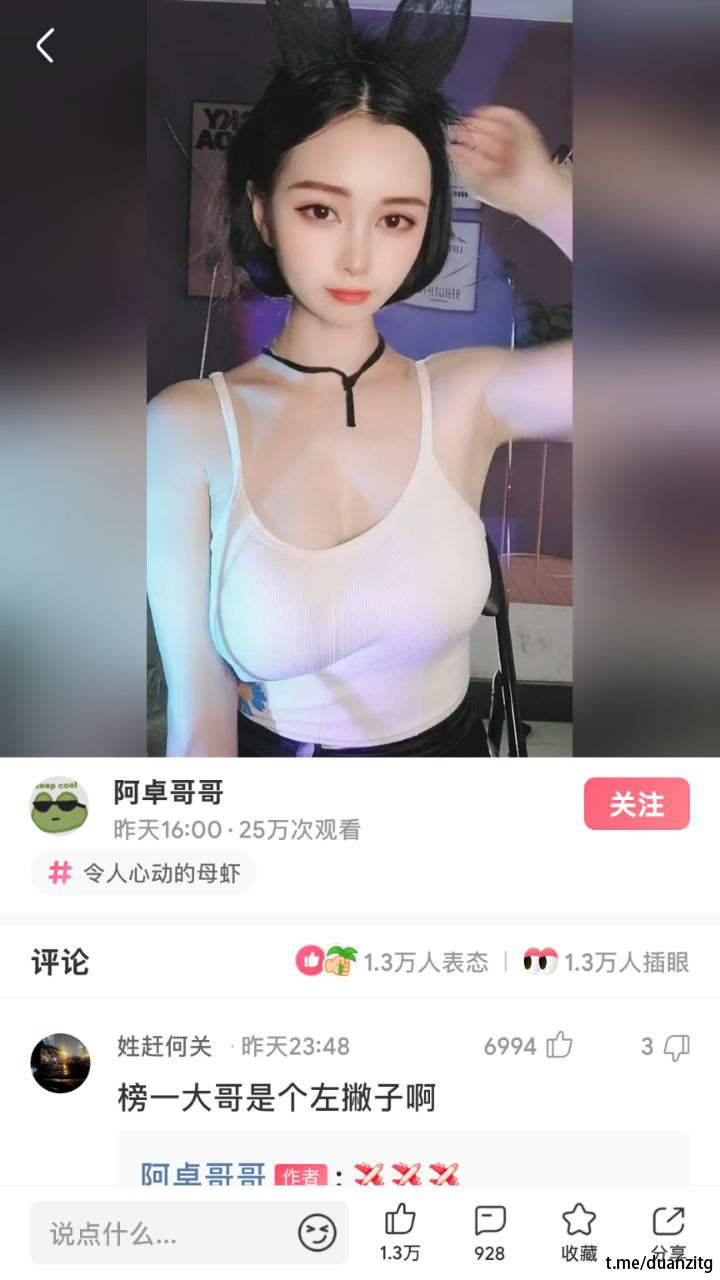 阿卓哥哥
关注
昨天16:00 · 25万次观看
# 令人心动的母虾
评论
1.3万人表态 | 1.3万人插眼
姓赶何关 · 昨天23:48 6994 3
榜一大哥是个左撇子啊
阿卓哥哥 作者：
说点什么...
1.3万 928 收藏 分享
t.me/duanzitg